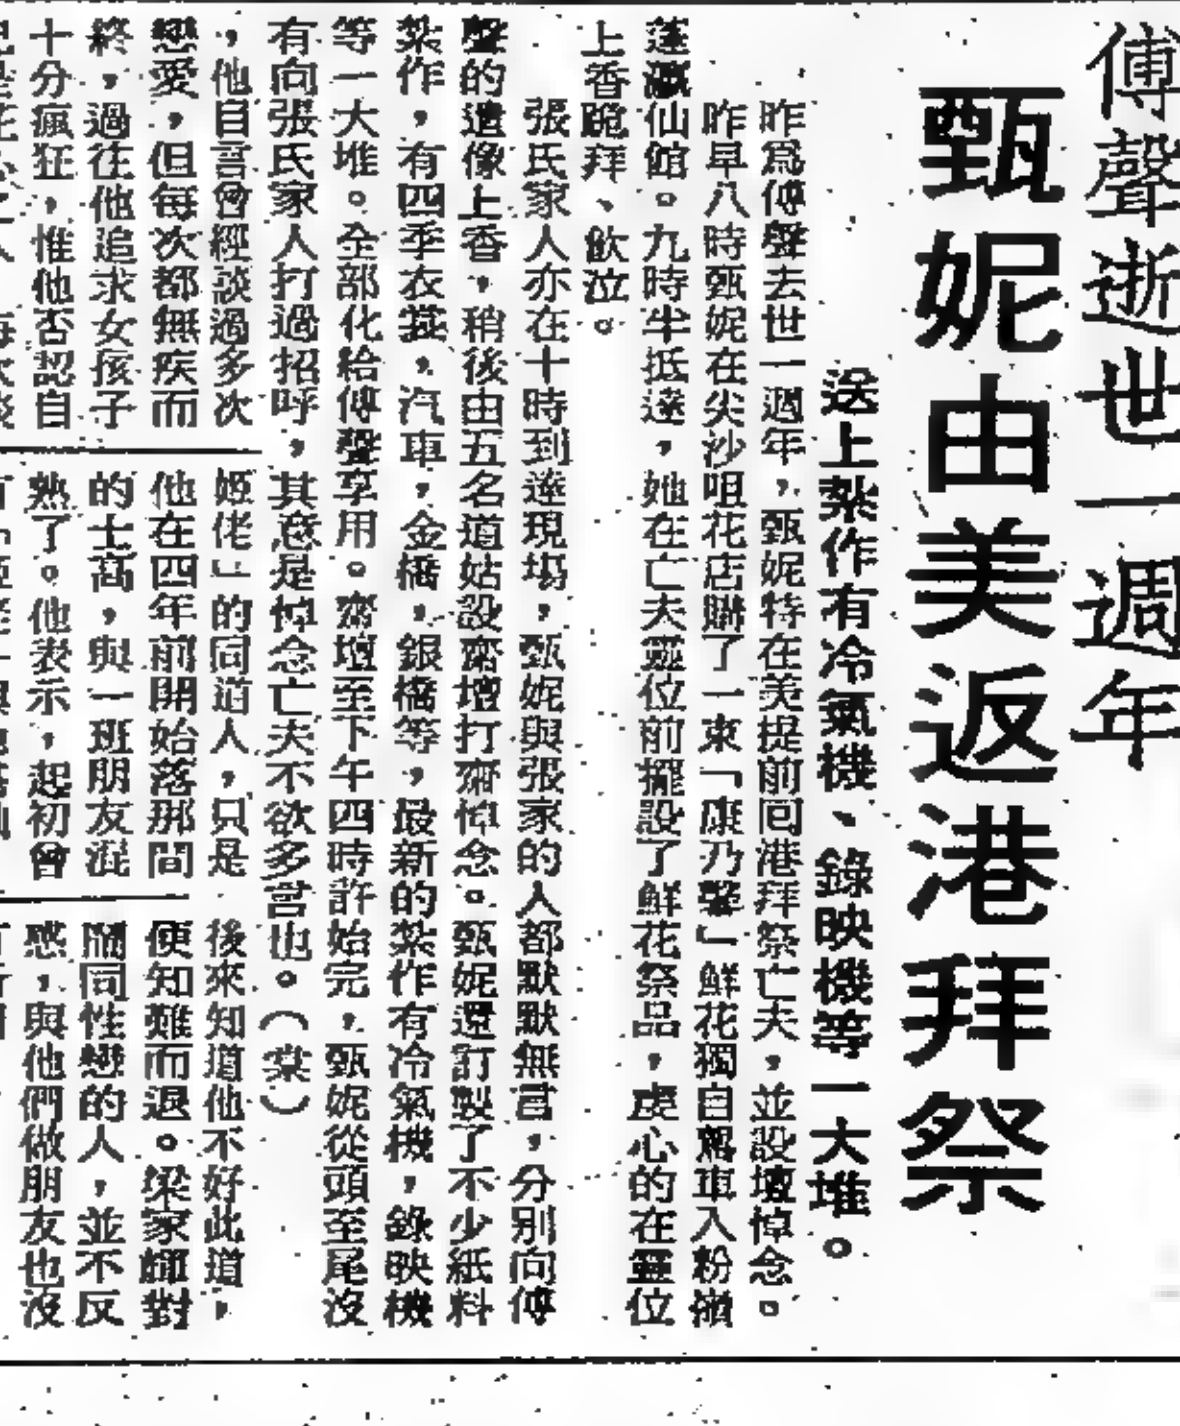 傅聲逝世一週年
甄妮由美返港拜祭
送上紮作有冷氣機、錄映機等一大堆。
昨為傅聲去世一週年，甄妮特在美提前囘港拜祭亡夫，並設壇悼念。
昨早八時甄妮在尖沙咀花店購了一束「康乃馨」鮮花獨自駕車入粉嶺
蓬瀛仙館。九時半抵達，她在亡夫靈位前擺設了鮮花祭品，虔心的在靈位
上香跪拜、飲泣。
張氏家人亦在十時到達現場，甄妮與張家的人都默默無言，分別向傅
聲的遺像上香，稍後由五名道姑設齋壇打齋悼念。甄妮還訂製了不少紙料
紮作，有四季衣裳，汽車，金橋，銀橋等，最新的紮作有冷氣機，錄映機
等一大堆。全部化給傅聲享用。齋壇至下午四時許始完，甄妮從頭至尾沒
有向張氏家人打過招呼，其意是悼念亡夫不欲多言也。（棠）
，他自言曾經談過多次
戀愛，但每次都無疾而
終，過往他追求女孩子
十分瘋狂，惟他否認自
姬佬」的同道人，只是
他在四年前開始落那間
的士高，與一班朋友混
熟了。他表示，起初曾
後來知道他不好此道，
便知難而退。梁家輝對
鬧同性戀的人，並不反
惑，與他們做朋友也沒